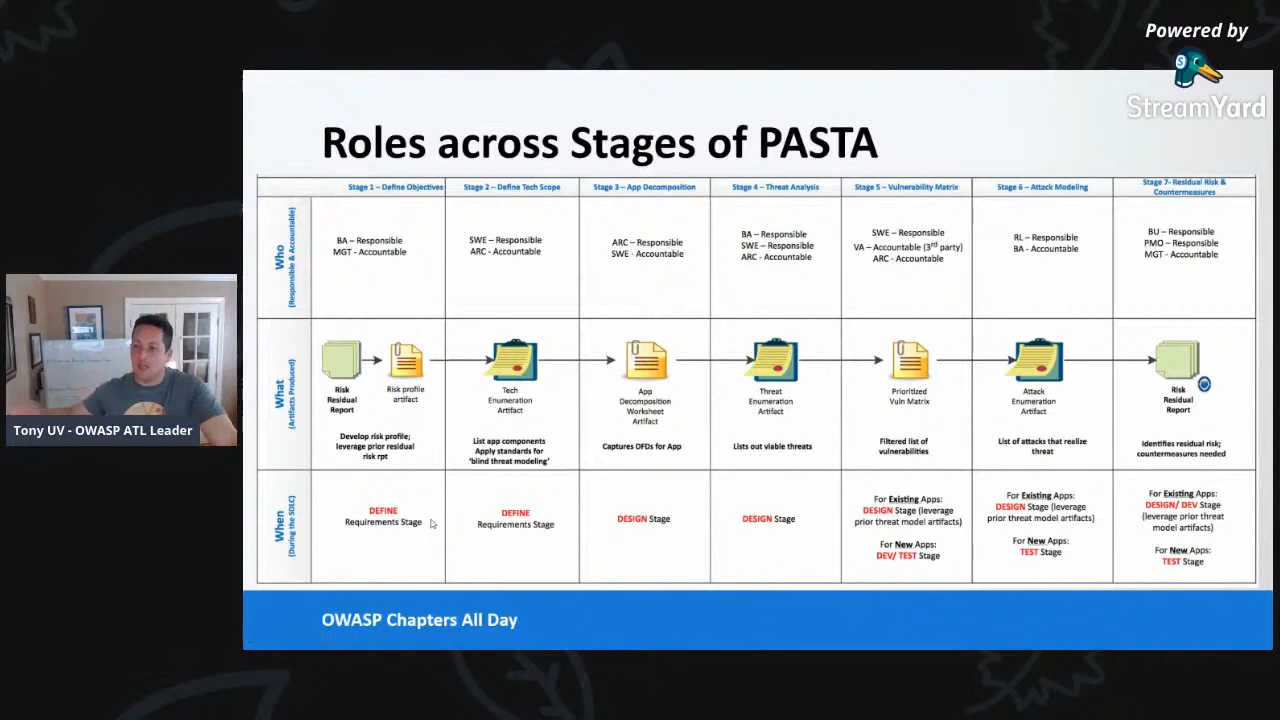 Powered by
StreamYard
Roles across Stages of PASTA
Stage 1 – Define Objectives
Stage 2 – Define Tech Scope
Stage 3 – App Decomposition
Stage 4 – Threat Analysis
Stage 5 – Vulnerability Matrix
Stage 6 – Attack Modeling
Stage 7- Residual Risk &
Countermeasures
Who
(Responsible & Accountable)
BA – Responsible
MGT - Accountable
SWE – Responsible
ARC - Accountable
ARC – Responsible
SWE - Accountable
BA – Responsible
SWE – Responsible
ARC - Accountable
SWE – Responsible
VA – Accountable (3rd party)
ARC - Accountable
RL – Responsible
BA - Accountable
BU – Responsible
PMO – Responsible
MGT - Accountable
What
(Artifacts Produced)
Risk
Residual
Report
Risk profile
artifact
Develop risk profile;
leverage prior residual
risk rpt
Tech
Enumeration
Artifact
List app components
Apply standards for
'blind threat modeling'
App
Decomposition
Worksheet
Artifact
Captures DFDs for App
Threat
Enumeration
Artifact
Lists out viable threats
Prioritized
Vuln Matrix
Filtered list of
vulnerabilities
Attack
Enumeration
Artifact
List of attacks that realize
threat
Risk
Residual
Report
Identifies residual risk;
countermeasures needed
When
(During the SDLC)
DEFINE
Requirements Stage
DEFINE
Requirements Stage
DESIGN Stage
DESIGN Stage
For Existing Apps:
DESIGN Stage (leverage
prior threat model artifacts)
For New Apps:
DEV/ TEST Stage
For Existing Apps:
DESIGN Stage (leverage
prior threat model artifacts)
For New Apps:
TEST Stage
For Existing Apps:
DESIGN/ DEV Stage
(leverage prior threat
model artifacts)
For New Apps:
TEST Stage
Tony UV - OWASP ATL Leader
OWASP Chapters All Day